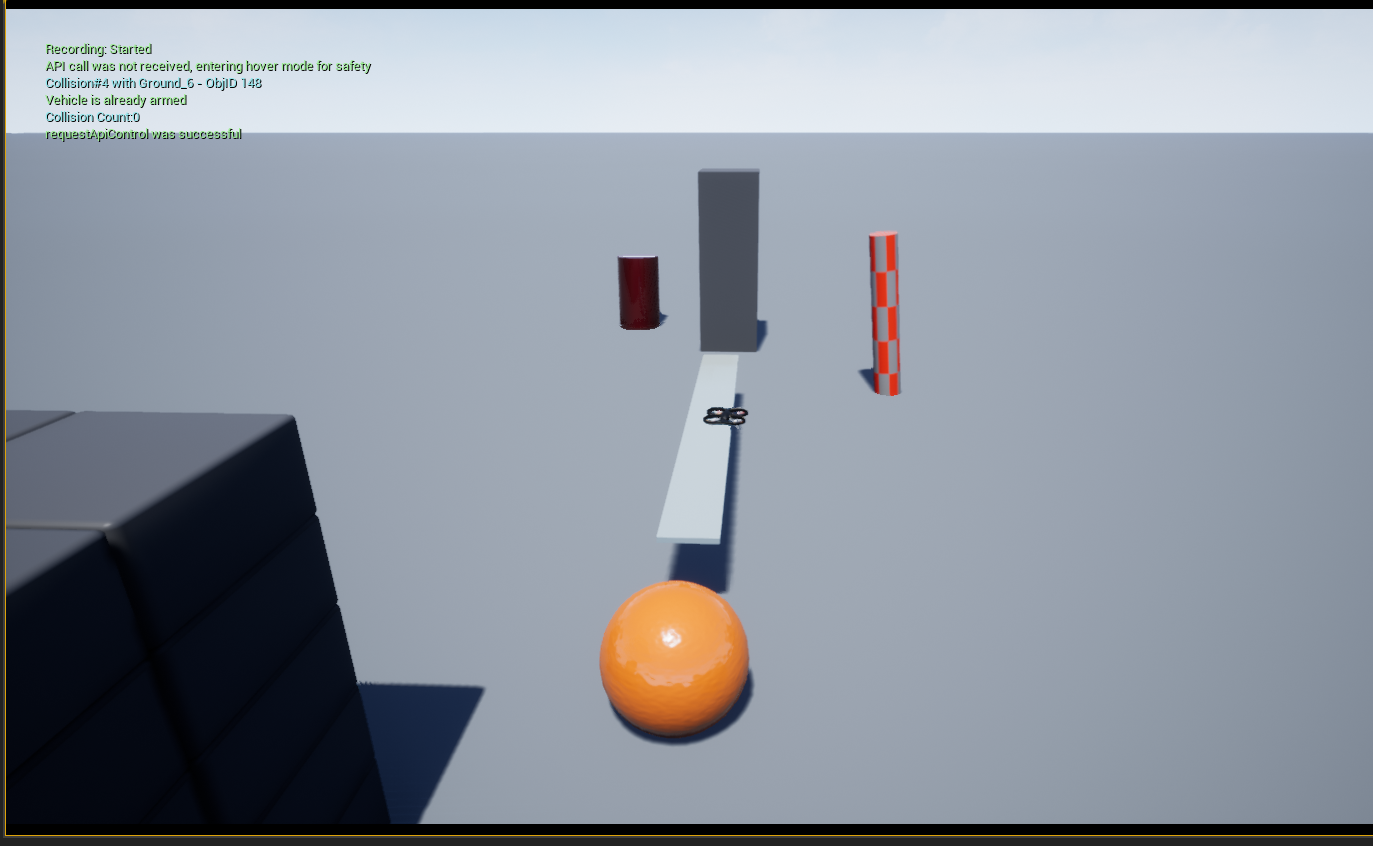 Recording: Started
API call was not received, entering hover mode for safety
Collision#4 with Ground_6 - ObjID 148
Vehicle is already armed
Collision Count:0
requestApiControl was successful